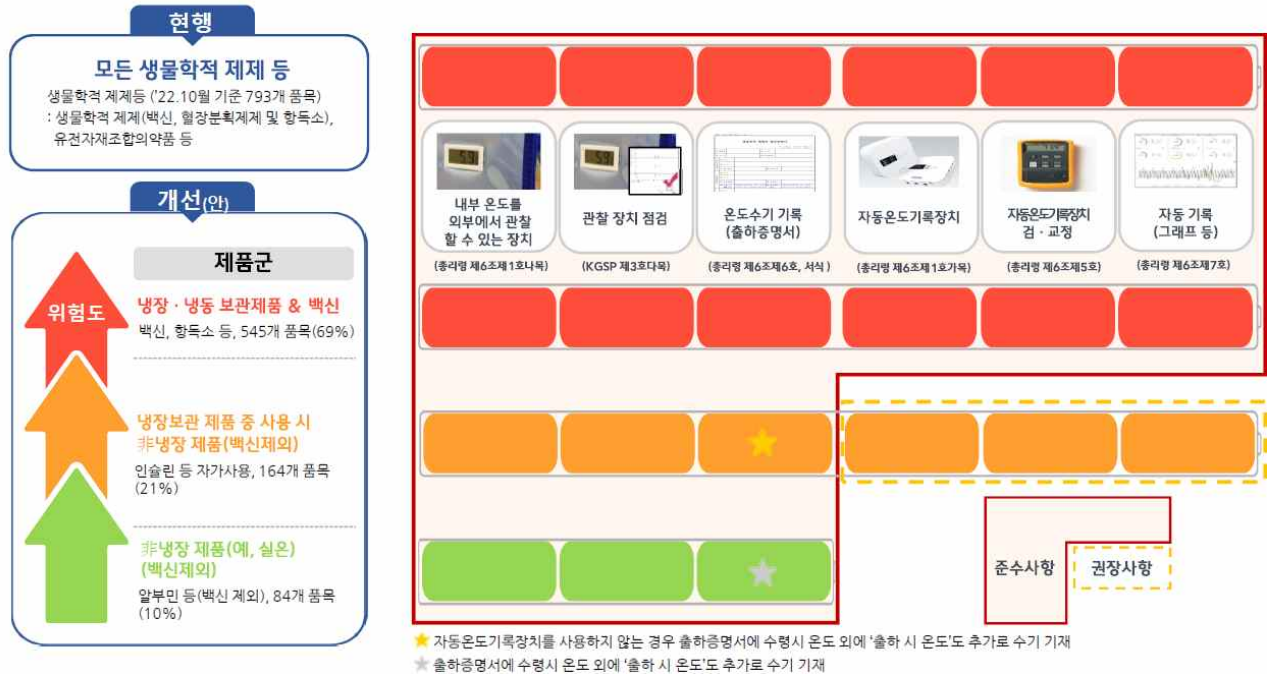 현행
모든 생물학적 제제 등
생물학적 제제등 ('22.10월 기준 793개 품목)
: 생물학적 제제(백신, 혈장분획제제 및 항독소),
유전자재조합의약품 등
개선(안)
제품군
위험도
냉장 · 냉동 보관제품 & 백신
백신, 항독소 등, 545개 품목(69%)
냉장보관 제품 중 사용 시
非냉장 제품(백신제외)
인슐린 등 자가사용, 164개 품목
(21%)
非냉장 제품(예, 실온)
(백신제외)
알부민 등(백신 제외), 84개 품목
(10%)
내부 온도를
외부에서 관찰
할 수 있는 장치
(총리령 제6조제1호나목)
관찰 장치 점검
(KGSP 제3호다목)
온도수기 기록
(출하증명서)
(총리령 제6조제6호, 서식)
자동온도기록장치
(총리령 제6조제1호가목)
자동온도기록장치
검 · 교정
(총리령 제6조제5호)
자동 기록
(그래프 등)
(총리령 제6조제7호)
준수사항
권장사항
자동온도기록장치를 사용하지 않는 경우 출하증명서에 수령시 온도 외에 '출하 시 온도'도 추가로 수기 기재
출하증명서에 수령시 온도 외에 '출하 시 온도'도 추가로 수기 기재